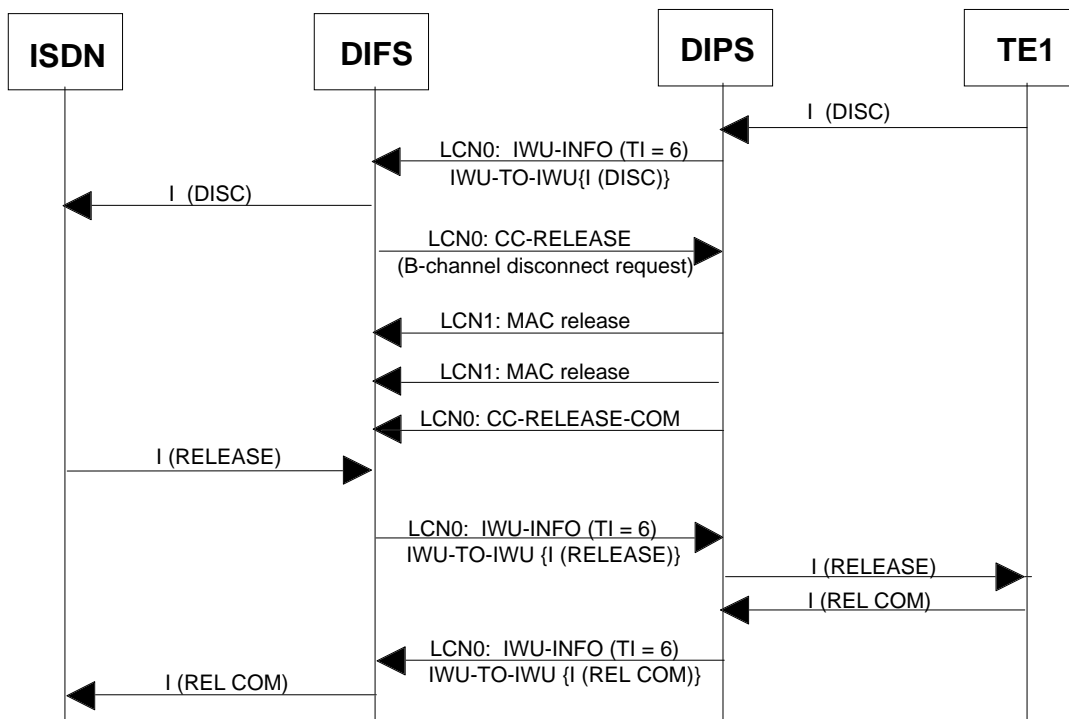 ISDN
DIFS
DIPS
TE1
I (DISC)
LCN0: IWU-INFO (TI = 6)
IWU-TO-IWU{I (DISC)}
I (DISC)
LCN0: CC-RELEASE
(B-channel disconnect request)
LCN1: MAC release
LCN1: MAC release
LCN0: CC-RELEASE-COM
I (RELEASE)
LCN0: IWU-INFO (TI = 6)
IWU-TO-IWU {I (RELEASE)}
I (RELEASE)
I (REL COM)
LCN0: IWU-INFO (TI = 6)
IWU-TO-IWU {I (REL COM)}
I (REL COM)